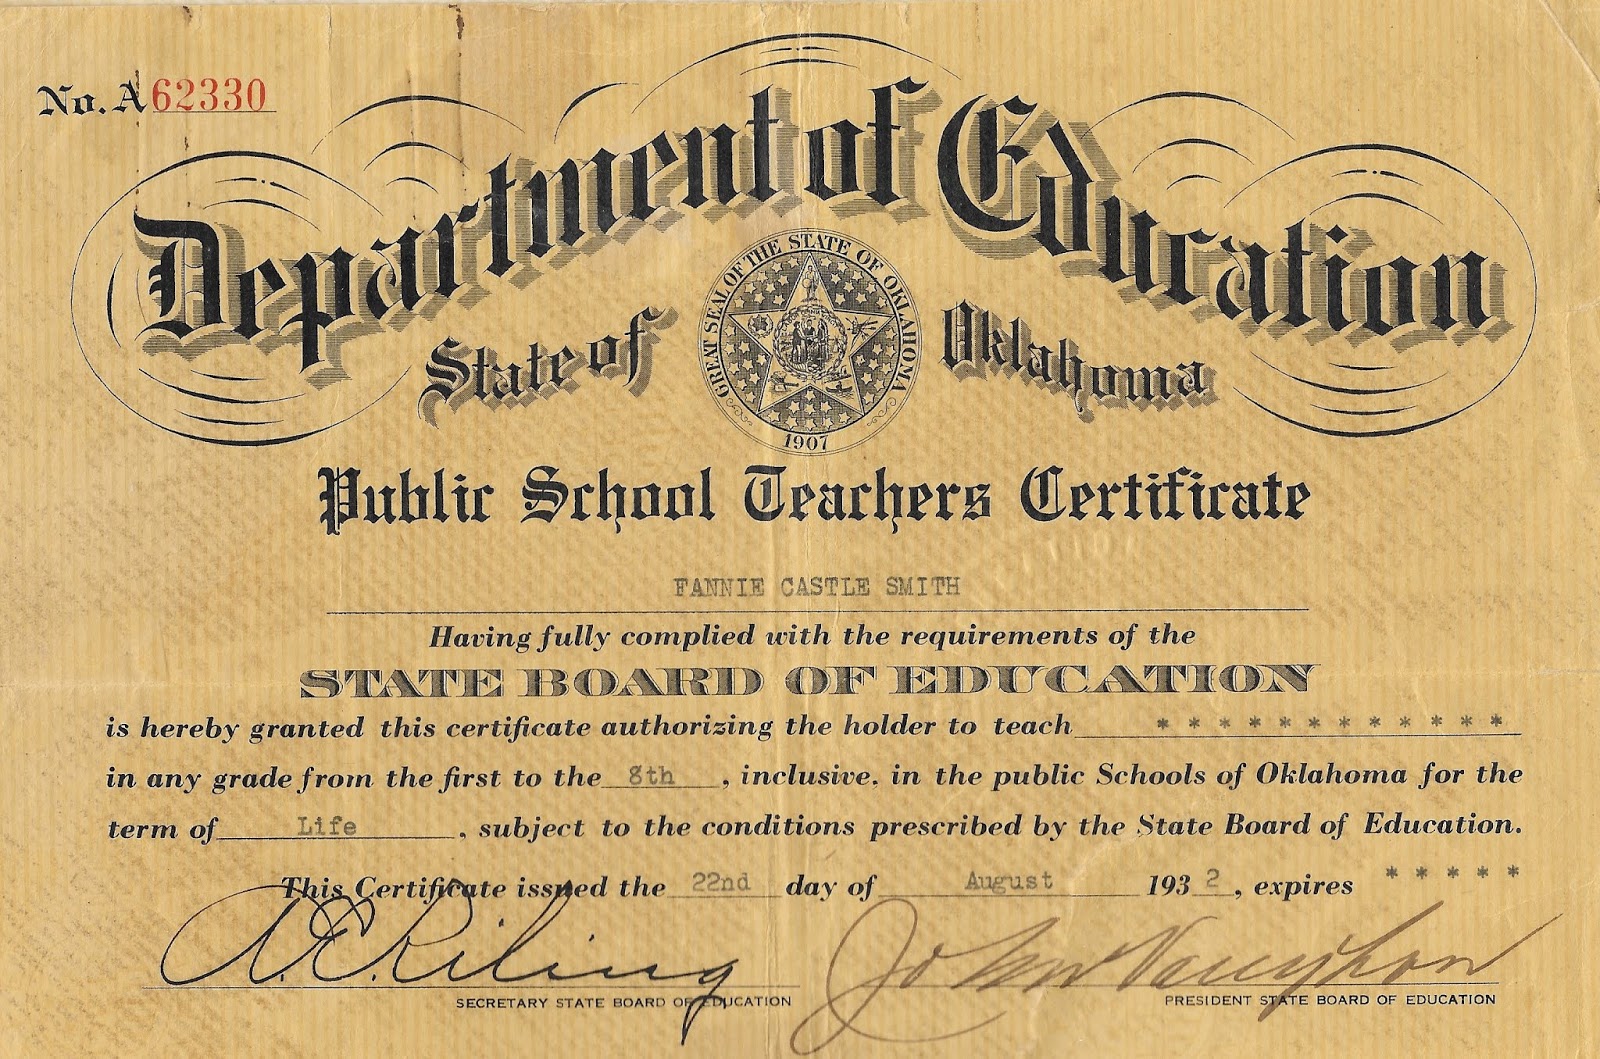 No. A 62330
Department of Education
State of Oklahoma
GREAT SEAL OF THE STATE OF OKLAHOMA
1907
Public School Teachers Certificate
FANNIE CASTLE SMITH
Having fully complied with the requirements of the
STATE BOARD OF EDUCATION
is hereby granted this certificate authorizing the holder to teach * * * * * * * * * * * *
in any grade from the first to the 8th, inclusive, in the public Schools of Oklahoma for the
term of Life, subject to the conditions prescribed by the State Board of Education.
This Certificate issued the 22nd day of August 1932, expires * * * * *
A. E. Riling John Vaughan
SECRETARY STATE BOARD OF EDUCATION PRESIDENT STATE BOARD OF EDUCATION